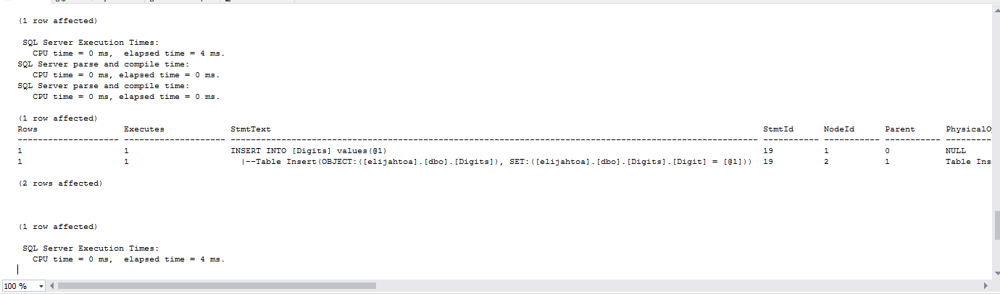 (1 row affected)
SQL Server Execution Times:
CPU time = 0 ms,  elapsed time = 4 ms.
SQL Server parse and compile time:
CPU time = 0 ms, elapsed time = 0 ms.
SQL Server parse and compile time:
CPU time = 0 ms, elapsed time = 0 ms.
(1 row affected)
Rows Executes StmtText StmtId NodeId Parent PhysicalO
-------------------- -------------------- -------------------------------------------------------------------------------------------------------- ----------- ----------- ----------- ---------
1 1 INSERT INTO [Digits] values(@1) 19 1 0 NULL
1 1 |--Table Insert(OBJECT:([elijahtoa].[dbo].[Digits]), SET:([elijahtoa].[dbo].[Digits].[Digit] = [@1])) 19 2 1 Table Ins
(2 rows affected)
(1 row affected)
SQL Server Execution Times:
CPU time = 0 ms,  elapsed time = 4 ms.
100 %